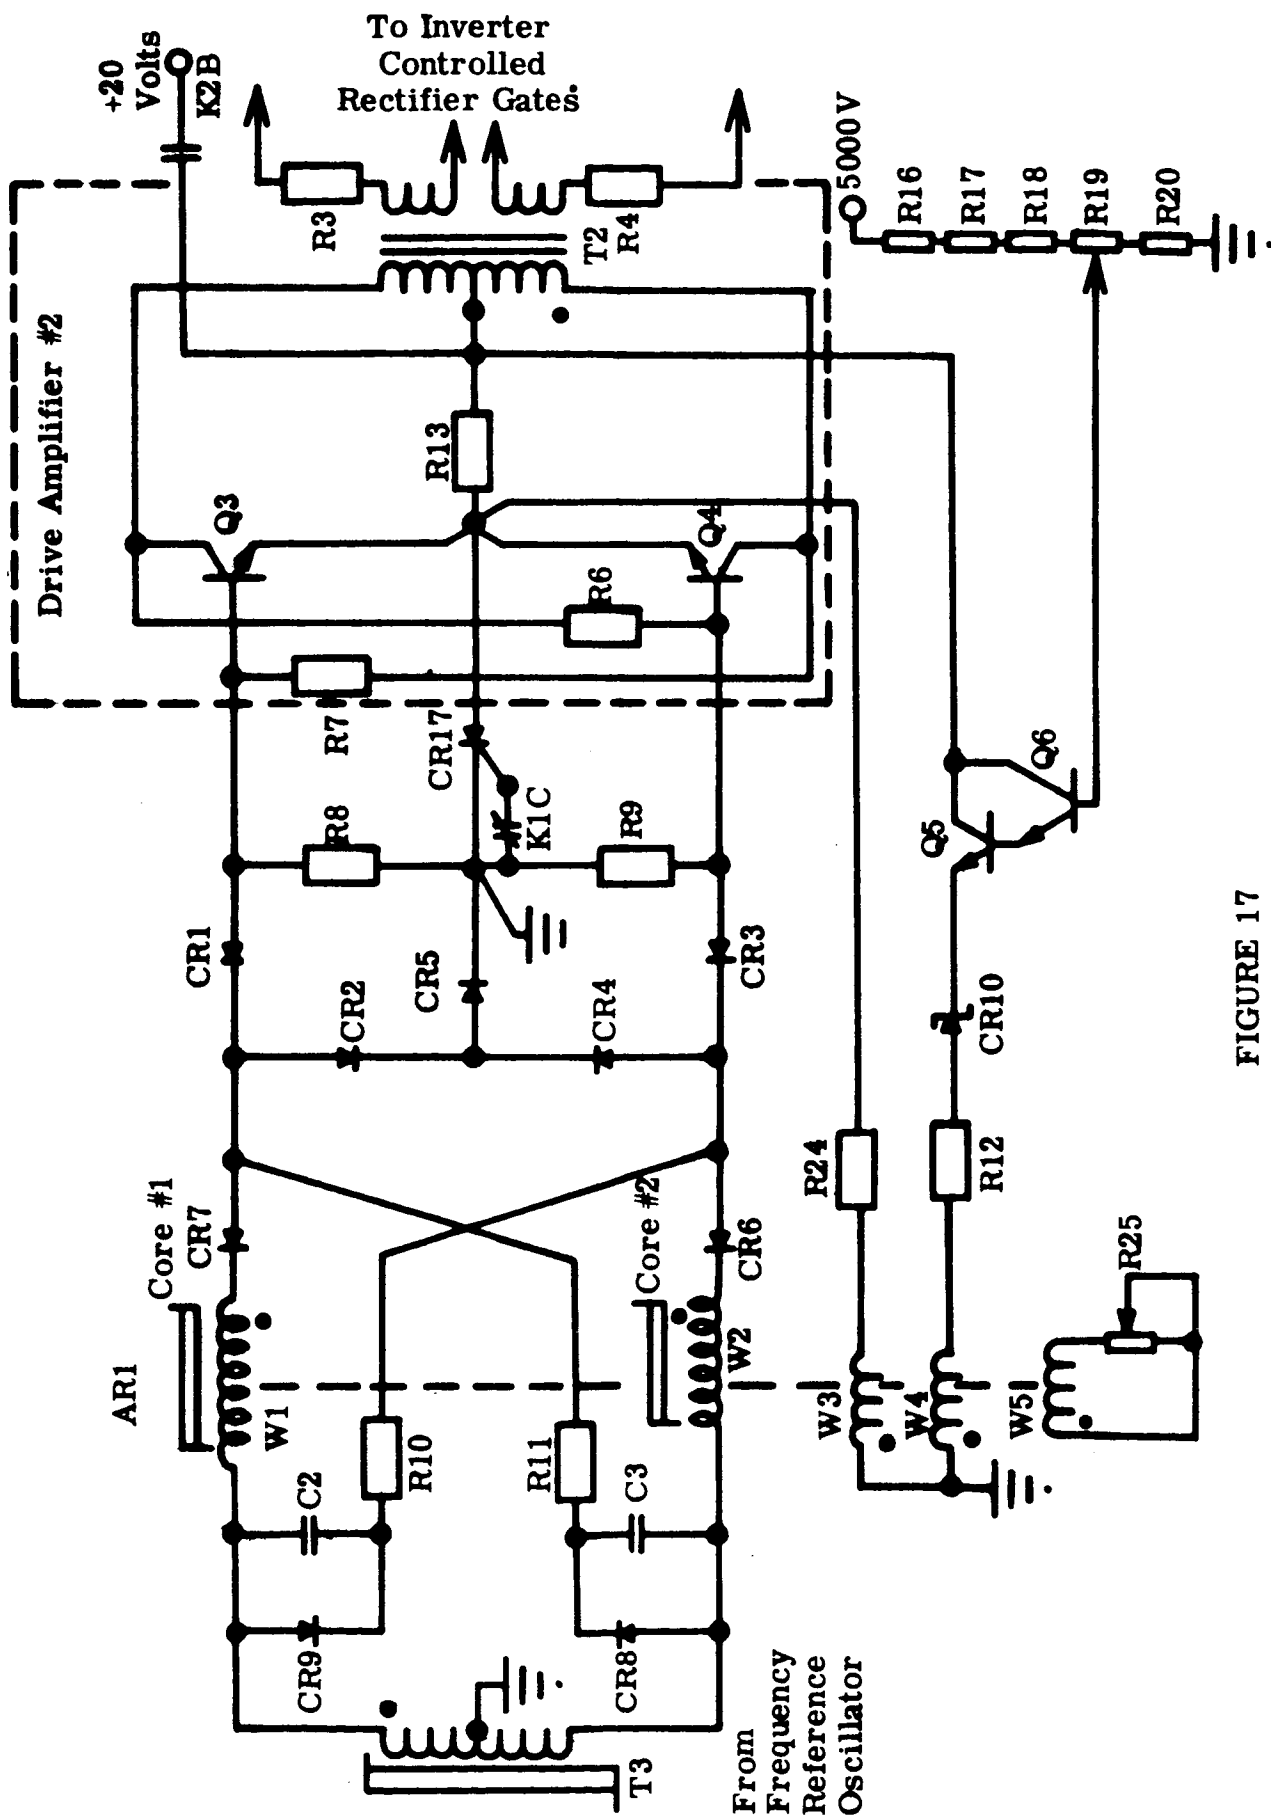 To Inverter
Controlled
Rectifier Gates
+20
Volts
K2B
Drive Amplifier #2
R3
T2
R4
5000V
R16
R17
R18
R19
R20
R13
Q3
Q4
R6
R7
CR17
K1C
R8
R9
CR1
CR2
CR5
CR4
CR3
Q5
Q6
CR10
R12
R24
R25
Core #1
CR7
Core #2
CR6
AR1
W1
W2
W3
W4
W5
R10
R11
C2
C3
CR9
CR8
T3
From
Frequency
Reference
Oscillator
FIGURE 17